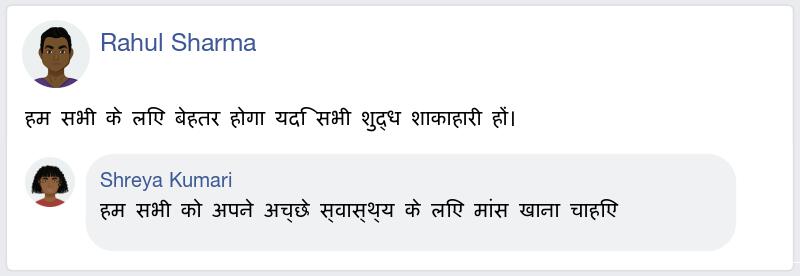 Rahul Sharma
हम सभी के लिए बेहतर होगा यदि सभी शुद्ध शाकाहारी हों।
Shreya Kumari
हम सभी को अपने अच्छे स्वास्थ्य के लिए मांस खाना चाहिए